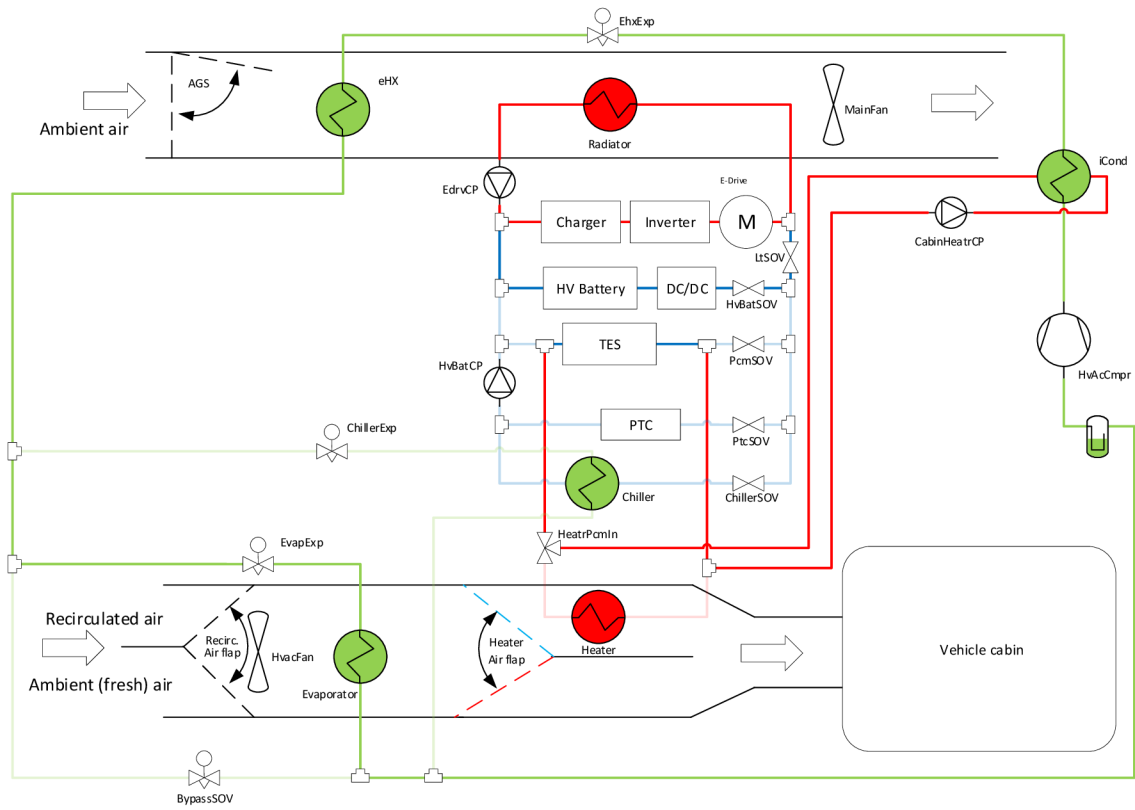 EhxExp
AGS
eHX
MainFan
Ambient air
Radiator
iCond
EdrvCP
E-Drive
Charger
Inverter
M
CabinHeatrCP
LtSOV
HV Battery
DC/DC
HvBatSOV
TES
HvBatCP
PcmSOV
HvAcCmpr
PTC
ChillerExp
PtcSOV
Chiller
ChillerSOV
HeatrPcmIn
EvapExp
Recirculated air
Recirc.
Air flap
HvacFan
Heater
Air flap
Heater
Vehicle cabin
Ambient (fresh) air
Evaporator
BypassSOV